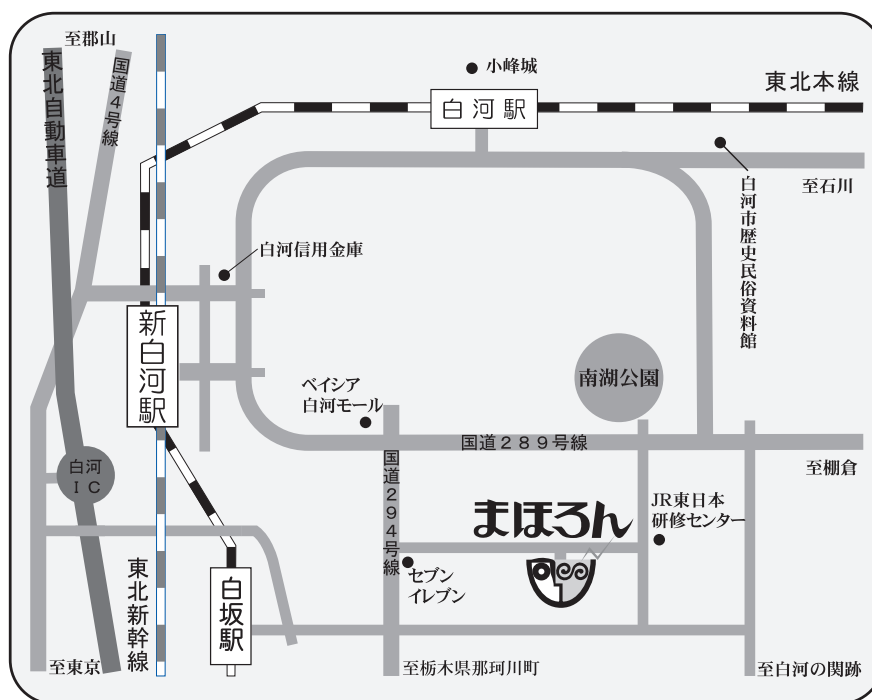 至郡山
東北自動車道
国道4号線
小峰城
白河駅
東北本線
至石川
白河市歴史民俗資料館
白河信用金庫
新白河駅
南湖公園
ベイシア
白河モール
国道289号線
至棚倉
白河
IC
国道294号線
まほろん
JR東日本
研修センター
セブン
イレブン
東北新幹線
白坂駅
至東京
至栃木県那珂川町
至白河の関跡